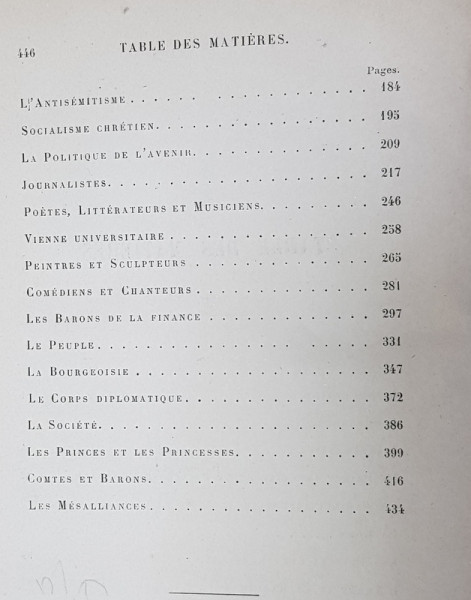 446
TABLE DES MATIÈRES.
Pages.
L'ANTISÉMITISME . . . . . . . . . . . . . . . . . 184
SOCIALISME CHRÉTIEN. . . . . . . . . . . . . . . 195
LA POLITIQUE DE L'AVENIR. . . . . . . . . . . . 209
JOURNALISTES. . . . . . . . . . . . . . . . . . 217
POÈTES, LITTÉRATEURS ET MUSICIENS. . . . . . . . 246
VIENNE UNIVERSITAIRE . . . . . . . . . . . . . . 258
PEINTRES ET SCULPTEURS . . . . . . . . . . . . . 265
COMÉDIENS ET CHANTEURS . . . . . . . . . . . . . 281
LES BARONS DE LA FINANCE . . . . . . . . . . . . 297
LE PEUPLE. . . . . . . . . . . . . . . . . . . . 331
LA BOURGEOISIE . . . . . . . . . . . . . . . . . 347
LE CORPS DIPLOMATIQUE. . . . . . . . . . . . . . 372
LA SOCIÉTÉ. . . . . . . . . . . . . . . . . . . 386
LES PRINCES ET LES PRINCESSES. . . . . . . . . . 399
COMTES ET BARONS. . . . . . . . . . . . . . . . 416
LES MÉSALLIANCES . . . . . . . . . . . . . . . . 434